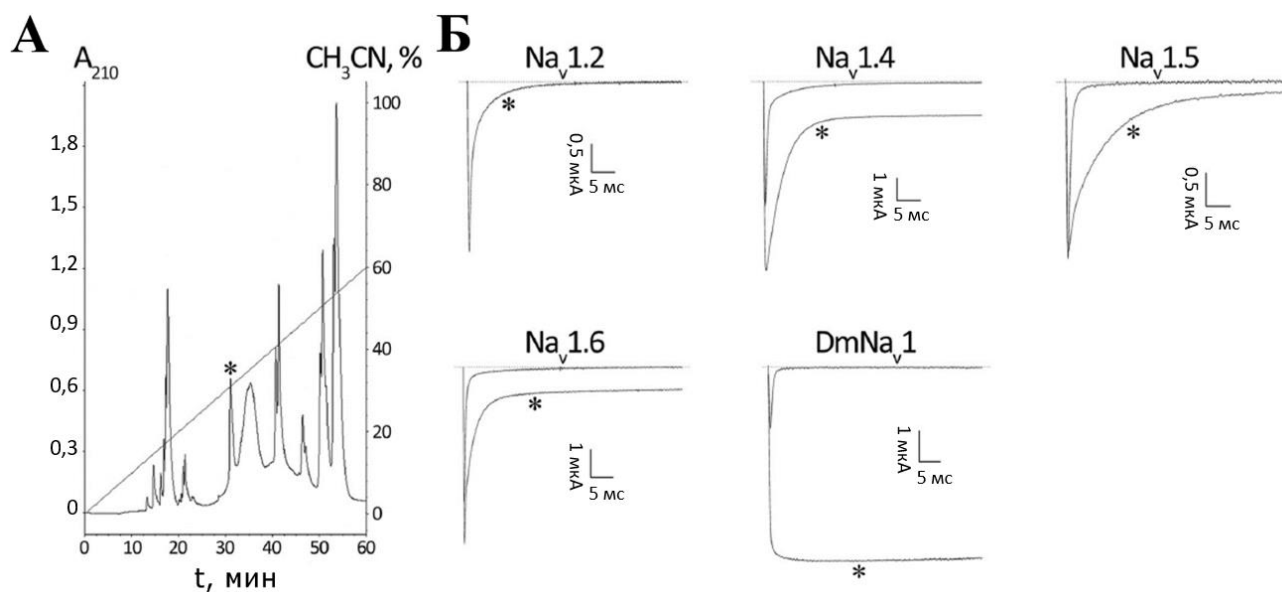 А
A210
CH3CN, %
1,8
1,5
1,2
0,9
0,6
0,3
0
100
80
60
40
20
0
*
0 10 20 30 40 50 60
t, мин
Б
Nav1.2
*
0,5 мкА
5 мс
Nav1.4
*
1 мкА
5 мс
Nav1.5
*
0,5 мкА
5 мс
Nav1.6
*
1 мкА
5 мс
DmNav1
*
1 мкА
5 мс